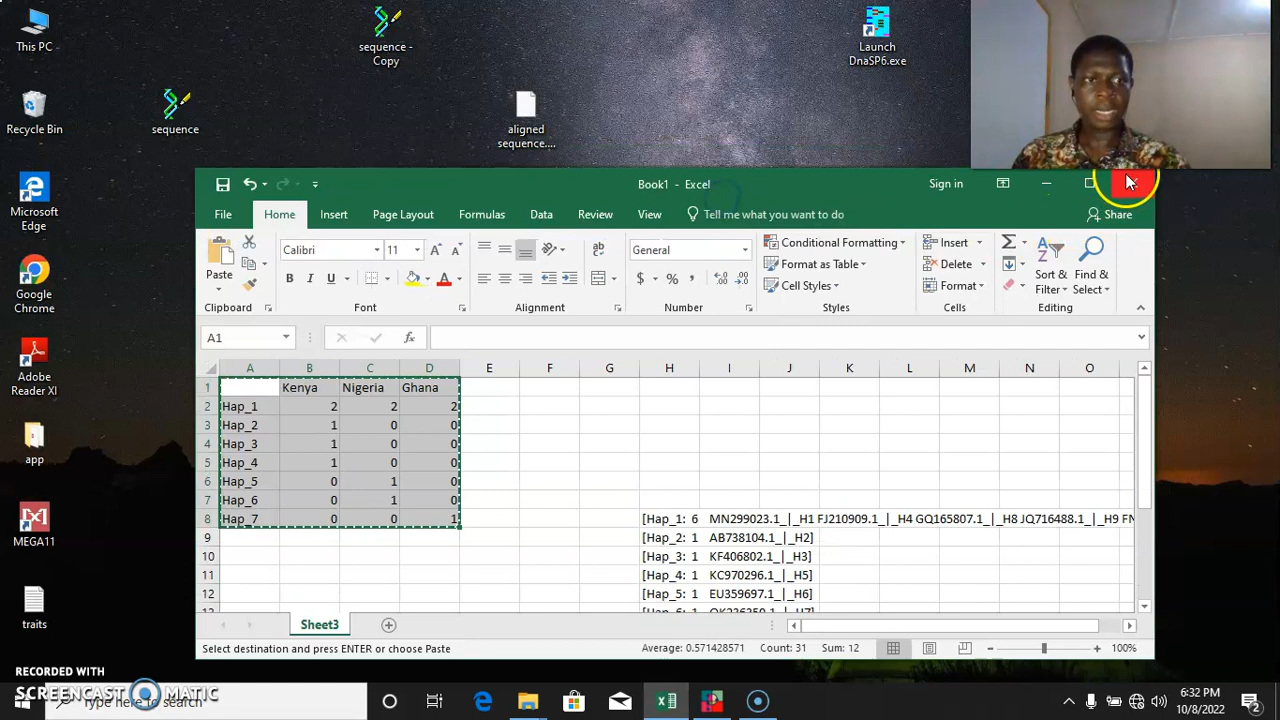 This PC
sequence -
Copy
Launch
DnaSP6.exe
Recycle Bin
sequence
aligned
sequence....
Microsoft
Edge
Google
Chrome
Adobe
Reader XI
app
MEGA11
traits
Book1 - Excel
Sign in
File
Home
Insert
Page Layout
Formulas
Data
Review
View
Tell me what you want to do
Share
Paste
Calibri
11
A
A
ab
General
Conditional Formatting
Format as Table
Cell Styles
Insert
Delete
Format
Sort &
Filter
Find &
Select
B I U
A
$ % ,
Clipboard
Font
Alignment
Number
Styles
Cells
Editing
A1
fx
A B C D E F G H I J K L M N O
1 Kenya Nigeria Ghana
2 Hap_1 2 2 2
3 Hap_2 1 0 0
4 Hap_3 1 0 0
5 Hap_4 1 0 0
6 Hap_5 0 1 0
7 Hap_6 0 1 0
8 Hap_7 0 0 1 [Hap_1: 6 MN299023.1_|_H1 FJ210909.1_|_H4 GQ165807.1_|_H8 JQ716488.1_|_H9 FN
9 [Hap_2: 1 AB738104.1_|_H2]
10 [Hap_3: 1 KF406802.1_|_H3]
11 [Hap_4: 1 KC970296.1_|_H5]
12 [Hap_5: 1 EU359697.1_|_H6]
Sheet3
Select destination and press ENTER or choose Paste
Average: 0.571428571 Count: 31 Sum: 12
100%
RECORDED WITH
SCREENCAST MATIC
Type here to search
6:32 PM
10/8/2022
2